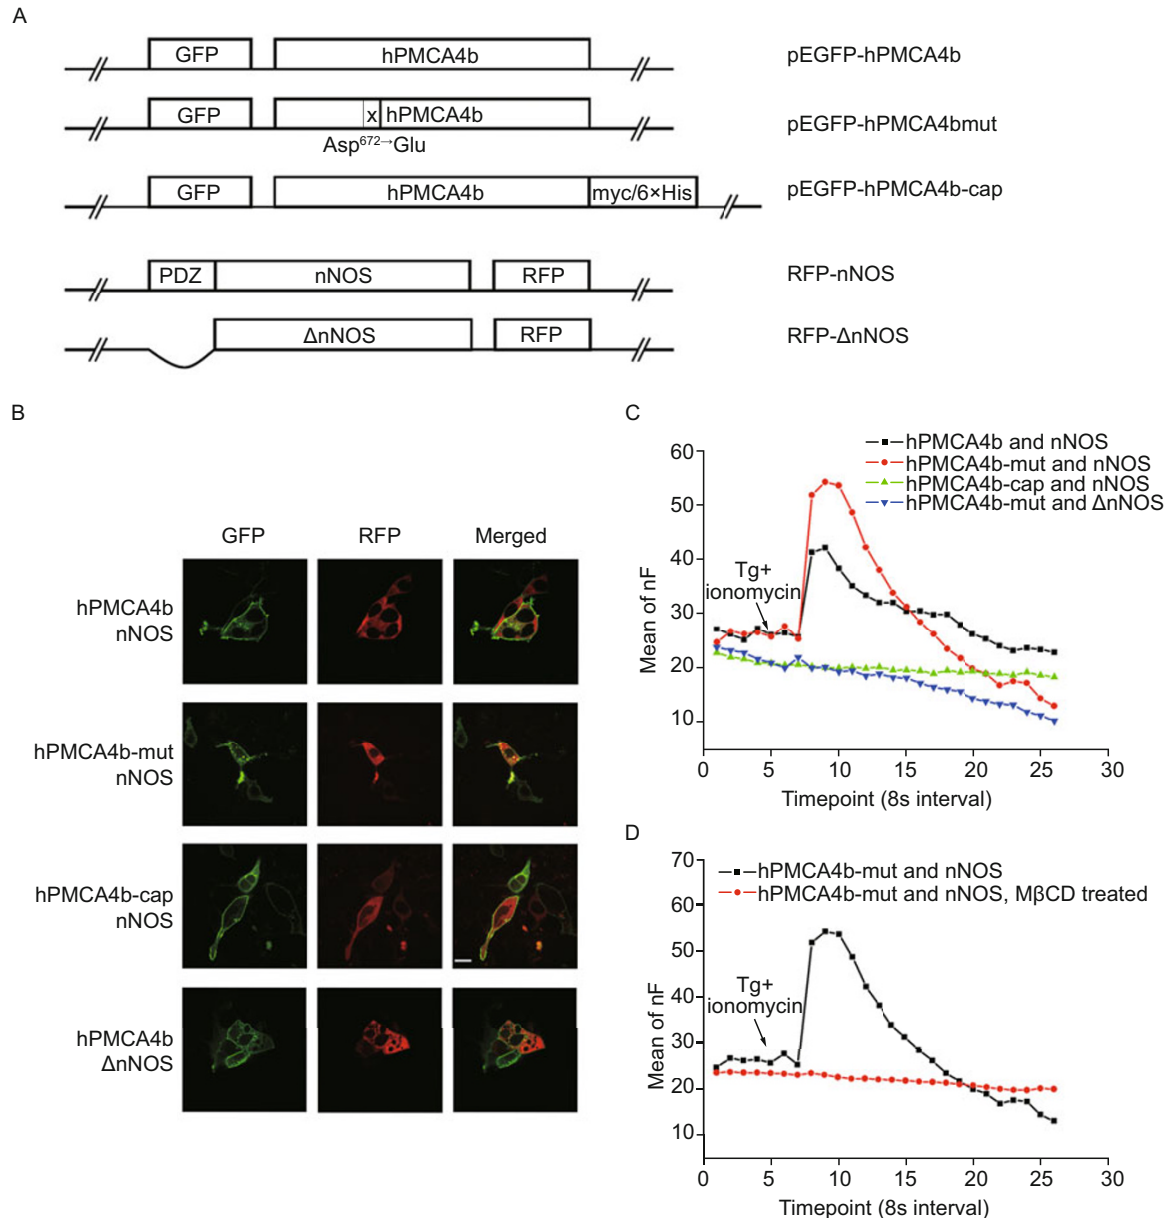 A
GFP hPMCA4b pEGFP-hPMCA4b
GFP x hPMCA4b pEGFP-hPMCA4bmut
Asp672→Glu
GFP hPMCA4b myc/6×His pEGFP-hPMCA4b-cap
PDZ nNOS RFP RFP-nNOS
ΔnNOS RFP RFP-ΔnNOS
B
GFP RFP Merged
hPMCA4b
nNOS
hPMCA4b-mut
nNOS
hPMCA4b-cap
nNOS
hPMCA4b
ΔnNOS
C
hPMCA4b and nNOS
hPMCA4b-mut and nNOS
hPMCA4b-cap and nNOS
hPMCA4b-mut and ΔnNOS
60
50
40
30
20
10
Mean of nF
Tg+
ionomycin
0 5 10 15 20 25 30
Timepoint (8s interval)
D
hPMCA4b-mut and nNOS
hPMCA4b-mut and nNOS, MβCD treated
70
60
50
40
30
20
10
Mean of nF
Tg+
ionomycin
0 5 10 15 20 25 30
Timepoint (8s interval)